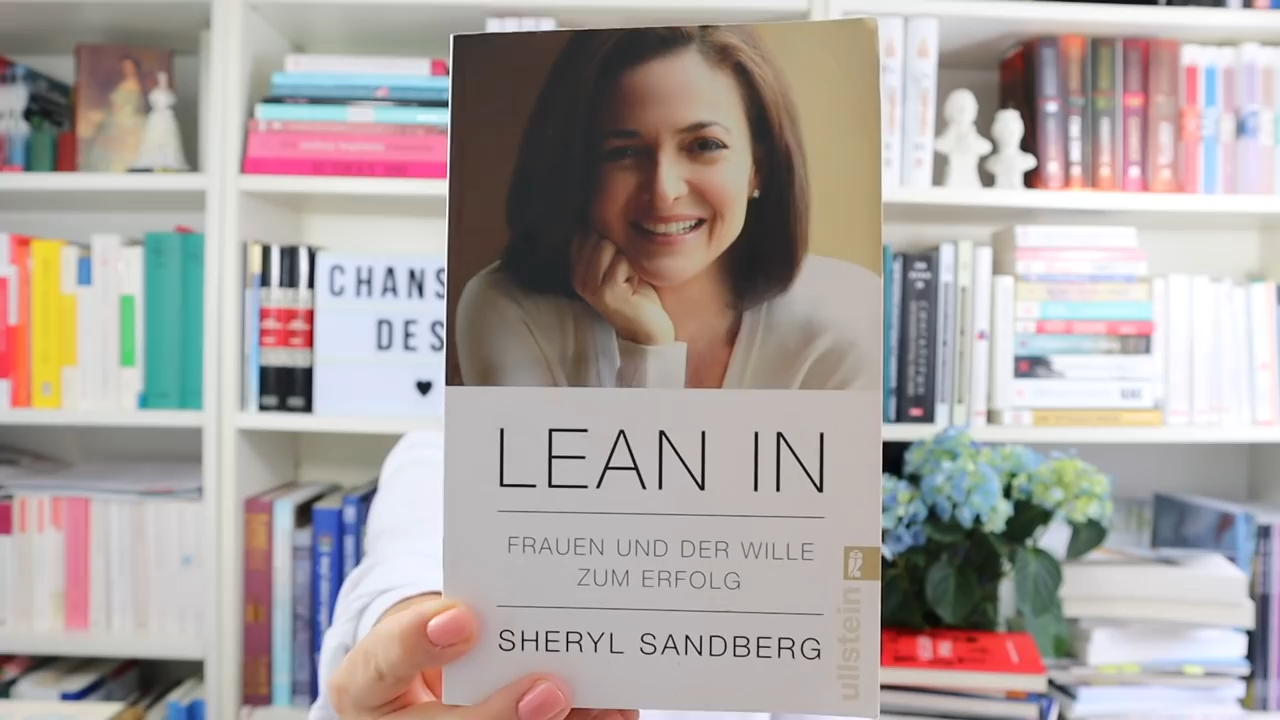 CHANS
DES
LEAN IN
FRAUEN UND DER WILLE
ZUM ERFOLG
SHERYL SANDBERG
ullstein